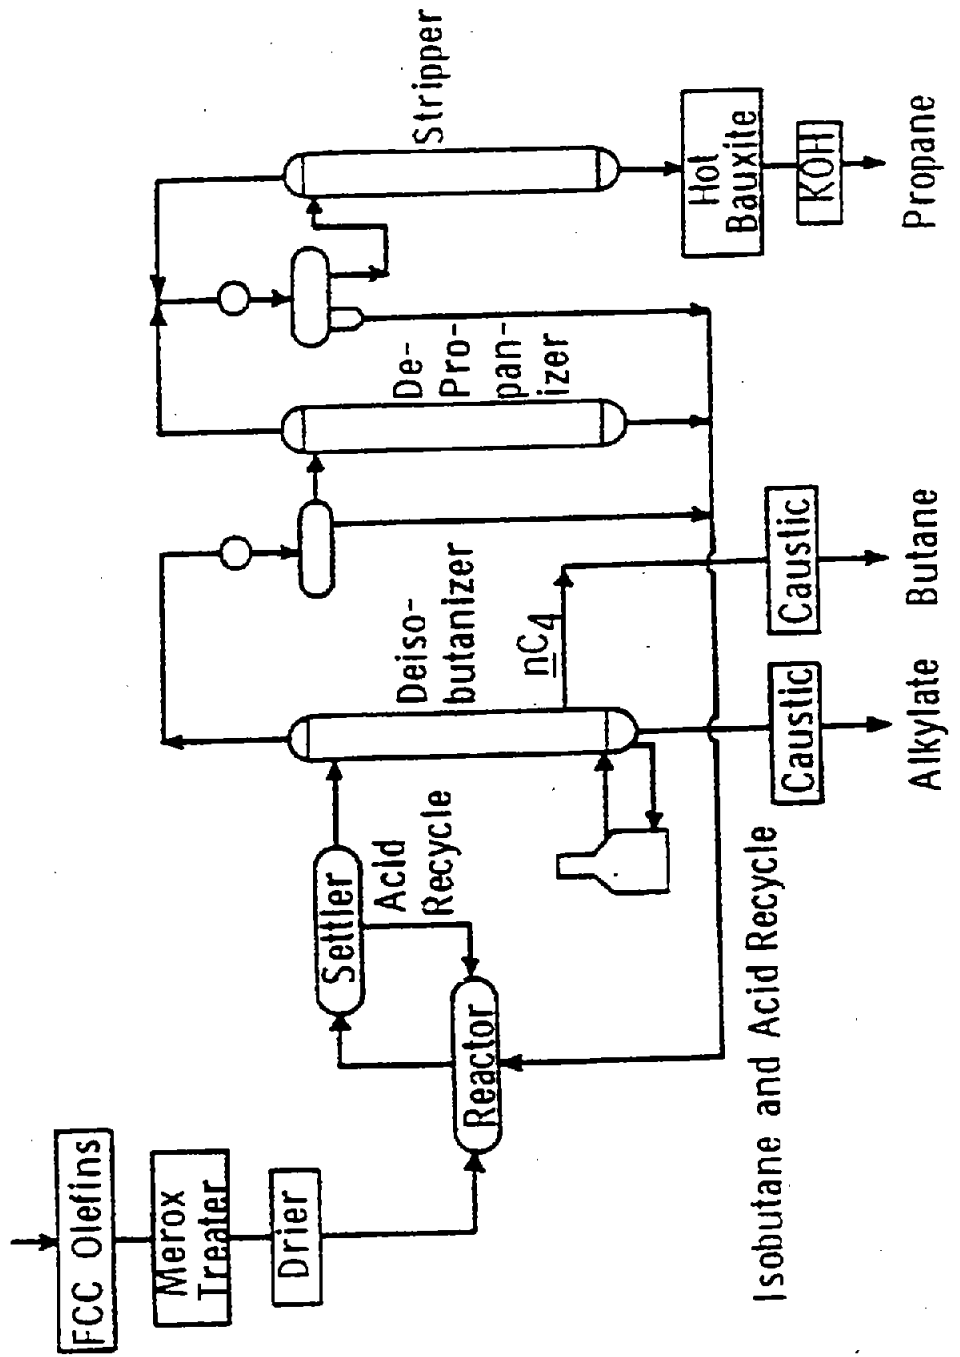 FCC Olefins
Merox
Treater
Drier
Reactor
Settler
Acid
Recycle
Deiso-
butanizer
nC4
De-
Pro-
pan-
izer
Stripper
Hot
Bauxite
KOH
Caustic
Caustic
Isobutane and Acid Recycle
Alkylate
Butane
Propane